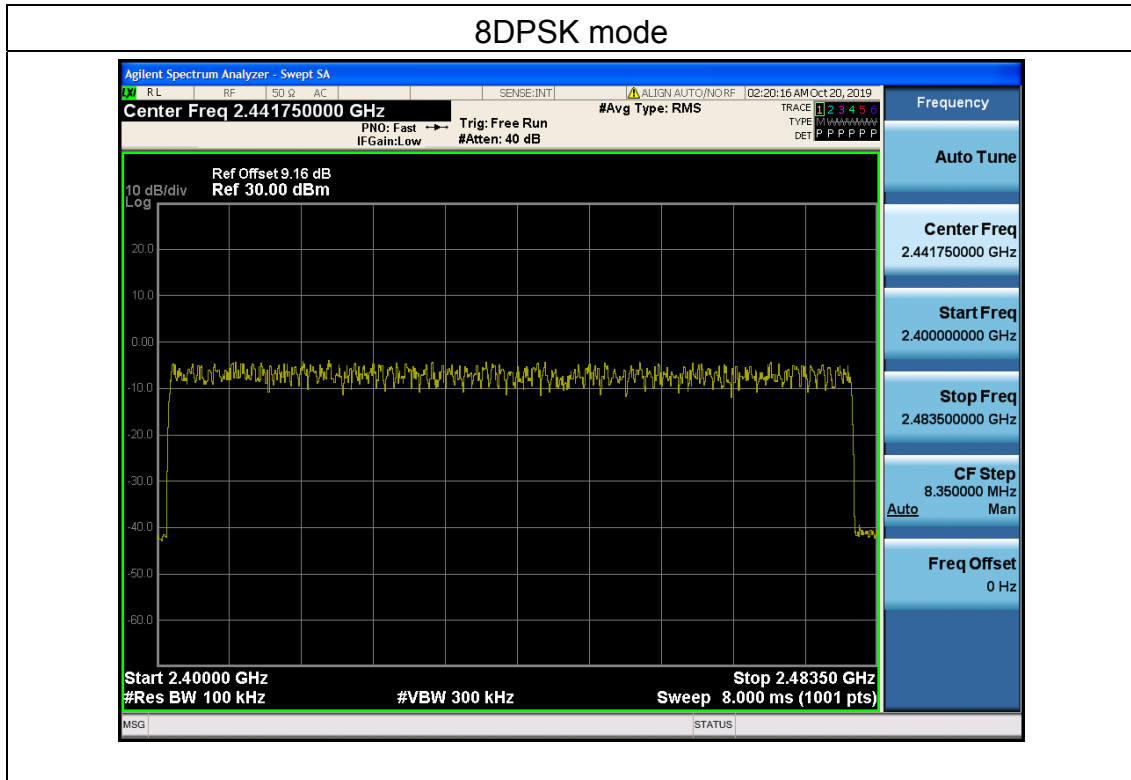 8DPSK mode
Agilent Spectrum Analyzer - Swept SA
LXI RL RF 50 Ω AC SENSE:INT ALIGN AUTO/NO RF 02:20:16 AM Oct 20, 2019
Center Freq 2.441750000 GHz
PNO: Fast
IFGain:Low
Trig: Free Run
#Atten: 40 dB
#Avg Type: RMS
TRACE 1 2 3 4 5 6
TYPE M WWWWW
DET P P P P P P
Ref Offset 9.16 dB
10 dB/div Ref 30.00 dBm
Log
20.0
10.0
0.00
-10.0
-20.0
-30.0
-40.0
-50.0
-60.0
Start 2.40000 GHz
Stop 2.48350 GHz
#Res BW 100 kHz
#VBW 300 kHz
Sweep 8.000 ms (1001 pts)
MSG
STATUS
Frequency
Auto Tune
Center Freq
2.441750000 GHz
Start Freq
2.400000000 GHz
Stop Freq
2.483500000 GHz
CF Step
8.350000 MHz
Auto Man
Freq Offset
0 Hz